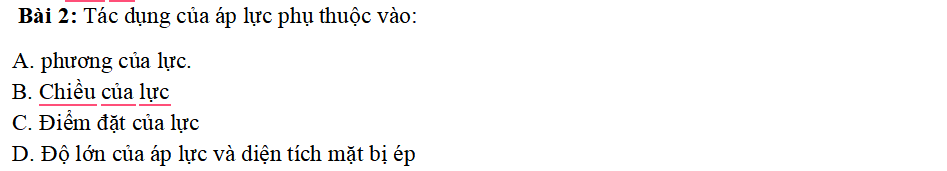 Bài 2: Tác dụng của áp lực phụ thuộc vào:
A. phương của lực.
B. Chiều của lực
C. Điểm đặt của lực
D. Độ lớn của áp lực và diện tích mặt bị ép